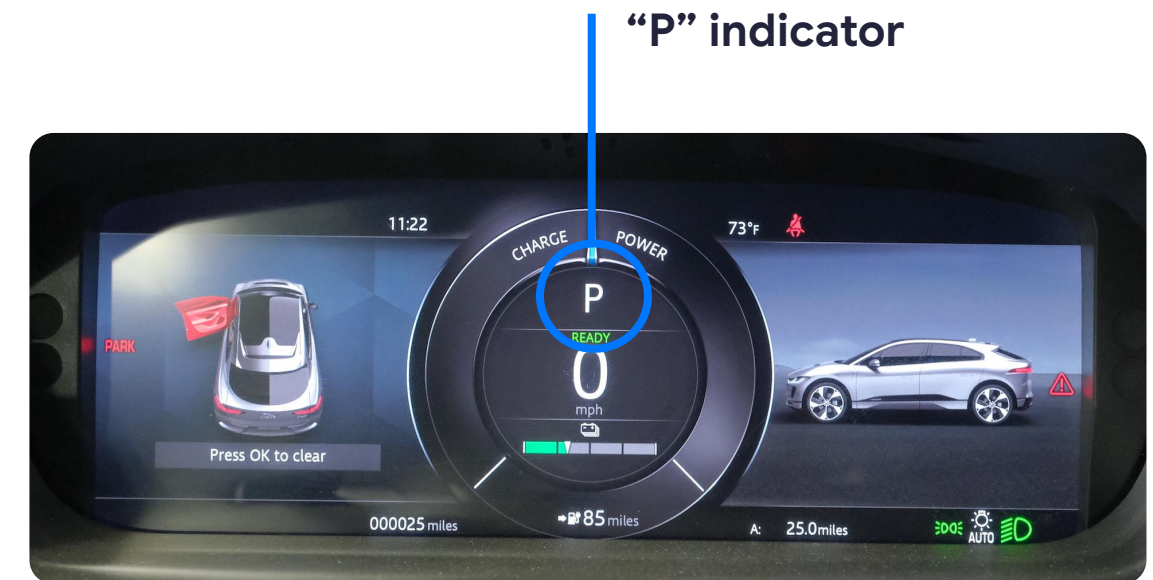 “P” indicator
11:22
73°F
CHARGE
POWER
P
READY
PARK
0
mph
Press OK to clear
000025 miles
85 miles
A: 25.0miles
AUTO